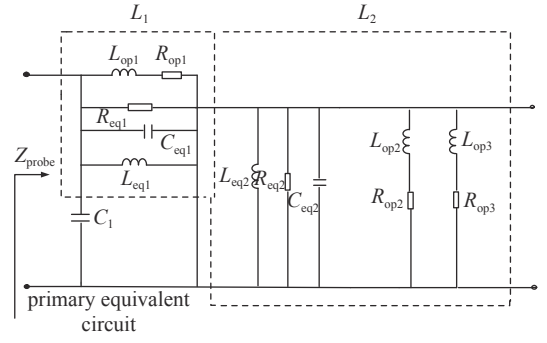 L1
L2
Lop1
Rop1
Req1
Ceq1
Leq1
Zprobe
C1
Leq2
Req2
Ceq2
Lop2
Lop3
Rop2
Rop3
primary equivalent
circuit